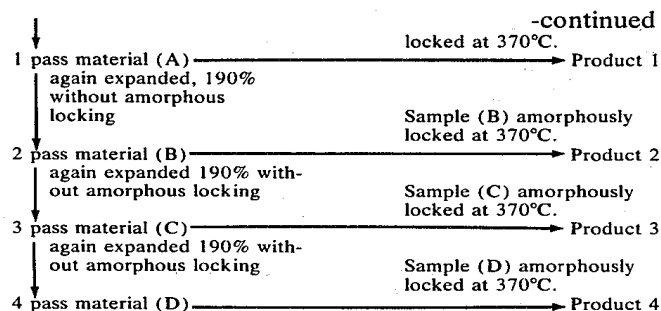 -continued
locked at 370°C.
1 pass material (A) Product 1
again expanded, 190%
without amorphous
locking
Sample (B) amorphously
locked at 370°C.
2 pass material (B) Product 2
again expanded 190% with-
out amorphous locking
Sample (C) amorphously
locked at 370°C.
3 pass material (C) Product 3
again expanded 190% with-
out amorphous locking
Sample (D) amorphously
locked at 370°C.
4 pass material (D) Product 4